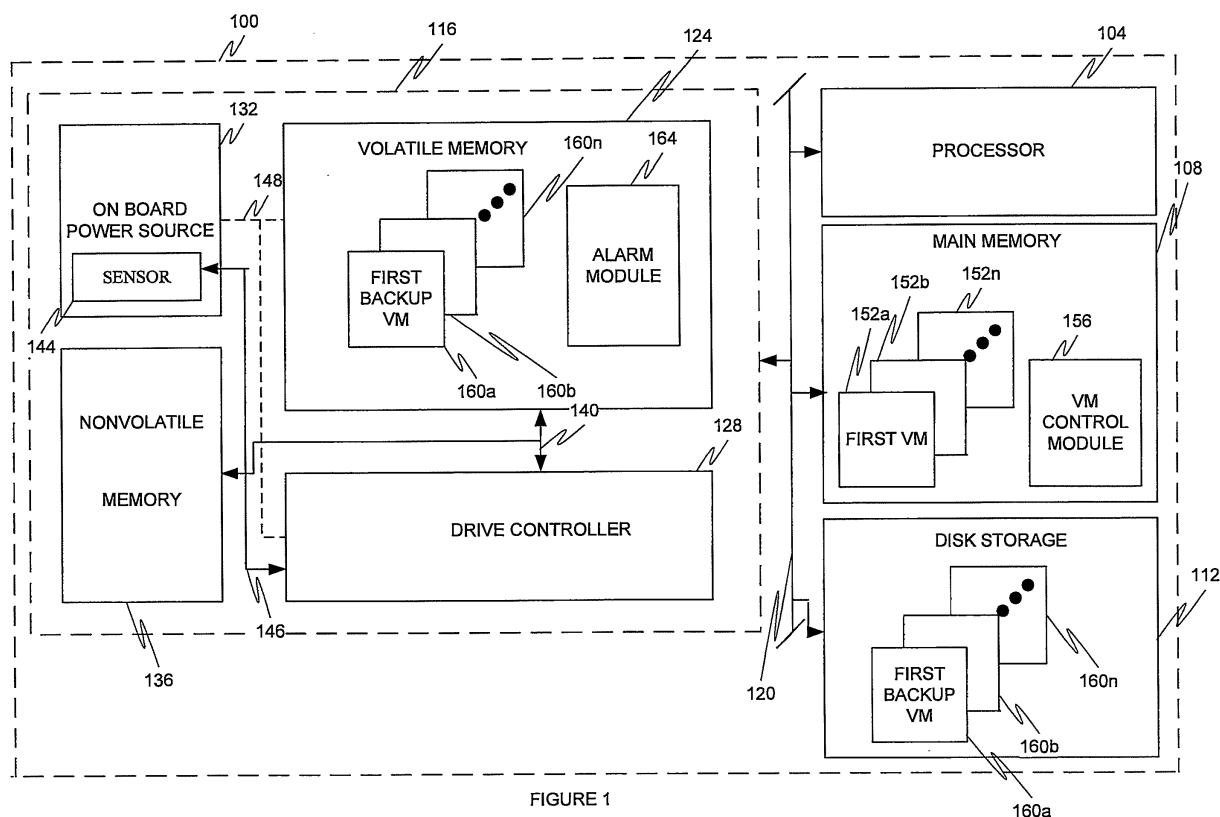 100
116
124
104
132
VOLATILE MEMORY
160n
164
148
ON BOARD
POWER SOURCE
SENSOR
144
FIRST
BACKUP
VM
ALARM
MODULE
160a
160b
140
128
NONVOLATILE
MEMORY
DRIVE CONTROLLER
146
136
PROCESSOR
108
MAIN MEMORY
152n
152b
152a
156
FIRST VM
VM
CONTROL
MODULE
DISK STORAGE
112
FIRST
BACKUP
VM
160n
160b
120
160a
FIGURE 1